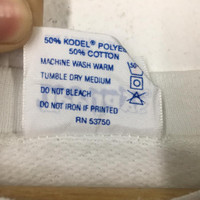 50% KODEL® POLYE
50% COTTON
MACHINE WASH WARM
TUMBLE DRY MEDIUM
DO NOT BLEACH
DO NOT IRON IF PRINTED
RN 53750